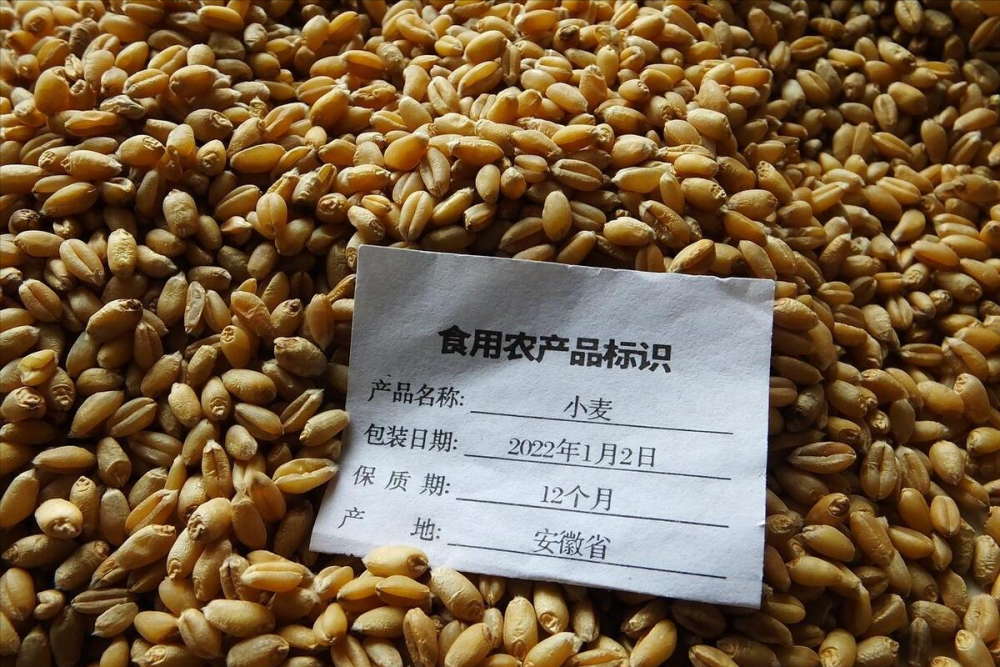 食用农产品标识
产品名称: 小麦
包装日期: 2022年1月2日
保质期: 12个月
产地: 安徽省